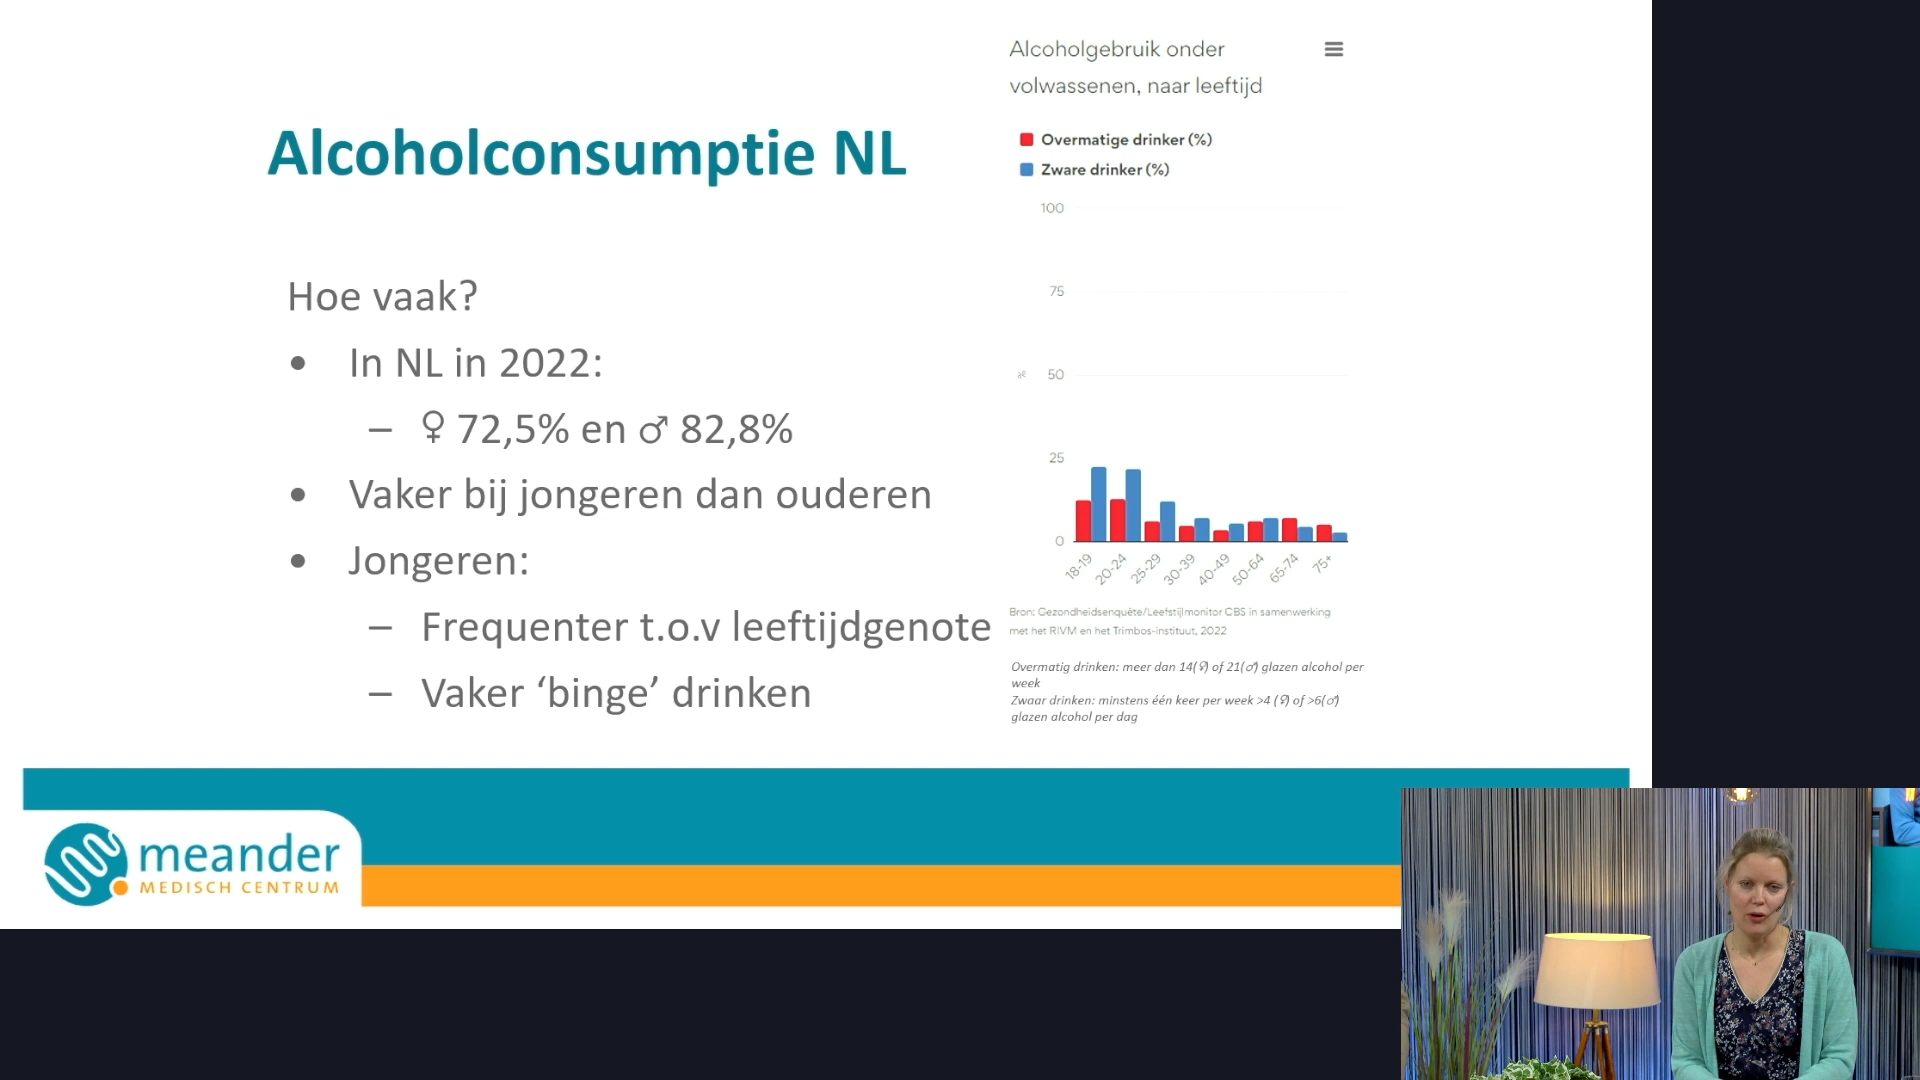 Alcoholconsumptie NL
Hoe vaak?
• In NL in 2022:
– ♀ 72,5% en ♂ 82,8%
• Vaker bij jongeren dan ouderen
• Jongeren:
– Frequenter t.o.v leeftijdgenote
– Vaker ‘binge’ drinken
Alcoholgebruik onder
volwassenen, naar leeftijd
Overmatige drinker (%)
Zware drinker (%)
100
75
50
25
0
%
18-19
20-24
25-29
30-39
40-49
50-64
65-74
75+
Bron: Gezondheidsenquête/Leefstijlmonitor CBS in samenwerking
met het RIVM en het Trimbos-instituut, 2022
Overmatig drinken: meer dan 14(♀) of 21(♂) glazen alcohol per
week
Zwaar drinken: minstens één keer per week >4 (♀) of >6(♂)
glazen alcohol per dag
meander
MEDISCH CENTRUM